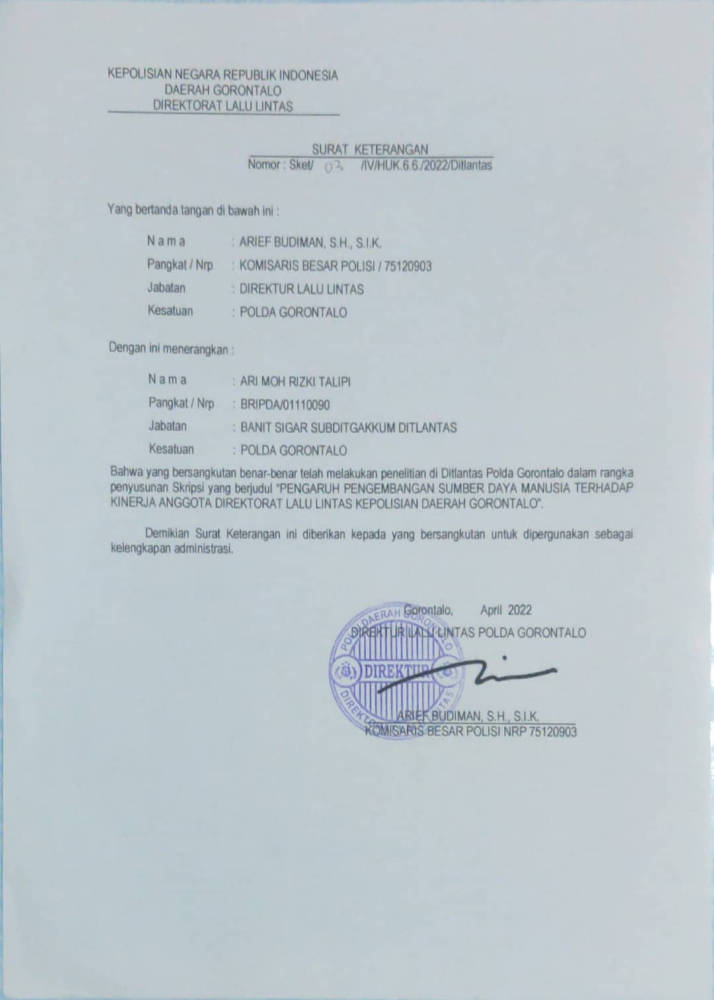 KEPOLISIAN NEGARA REPUBLIK INDONESIA
DAERAH GORONTALO
DIREKTORAT LALU LINTAS
SURAT KETERANGAN
Nomor : Sket/ 03 /IV/HUK.6.6./2022/Ditlantas
Yang bertanda tangan di bawah ini :
N a m a : ARIEF BUDIMAN, S.H., S.I.K.
Pangkat / Nrp : KOMISARIS BESAR POLISI / 75120903
Jabatan : DIREKTUR LALU LINTAS
Kesatuan : POLDA GORONTALO
Dengan ini menerangkan :
N a m a : ARI MOH RIZKI TALIPI
Pangkat / Nrp : BRIPDA/01110090
Jabatan : BANIT SIGAR SUBDITGAKKUM DITLANTAS
Kesatuan : POLDA GORONTALO
Bahwa yang bersangkutan benar-benar telah melakukan penelitian di Ditlantas Polda Gorontalo dalam rangka
penyusunan Skripsi yang berjudul "PENGARUH PENGEMBANGAN SUMBER DAYA MANUSIA TERHADAP
KINERJA ANGGOTA DIREKTORAT LALU LINTAS KEPOLISIAN DAERAH GORONTALO".
Demikian Surat Keterangan ini diberikan kepada yang bersangkutan untuk dipergunakan sebagai
kelengkapan administrasi.
Gorontalo, April 2022
DIREKTUR LALU LINTAS POLDA GORONTALO
DAERAH GORONTALO
DIREKTUR
ARIEF BUDIMAN, S.H., S.I.K.
KOMISARIS BESAR POLISI NRP 75120903